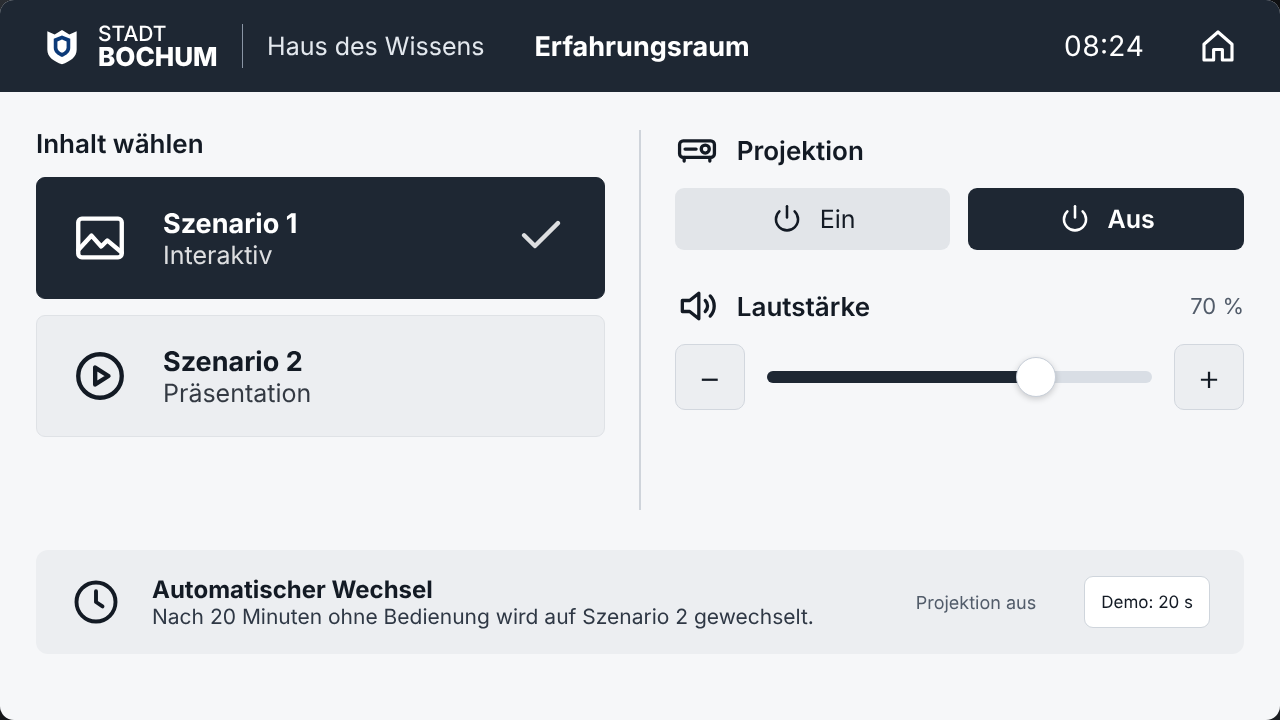 STADT
BOCHUM
Haus des Wissens
Erfahrungsraum
08:24
Inhalt wählen
Szenario 1
Interaktiv
Szenario 2
Präsentation
Projektion
Ein
Aus
Lautstärke
70 %
−
+
Automatischer Wechsel
Nach 20 Minuten ohne Bedienung wird auf Szenario 2 gewechselt.
Projektion aus
Demo: 20 s